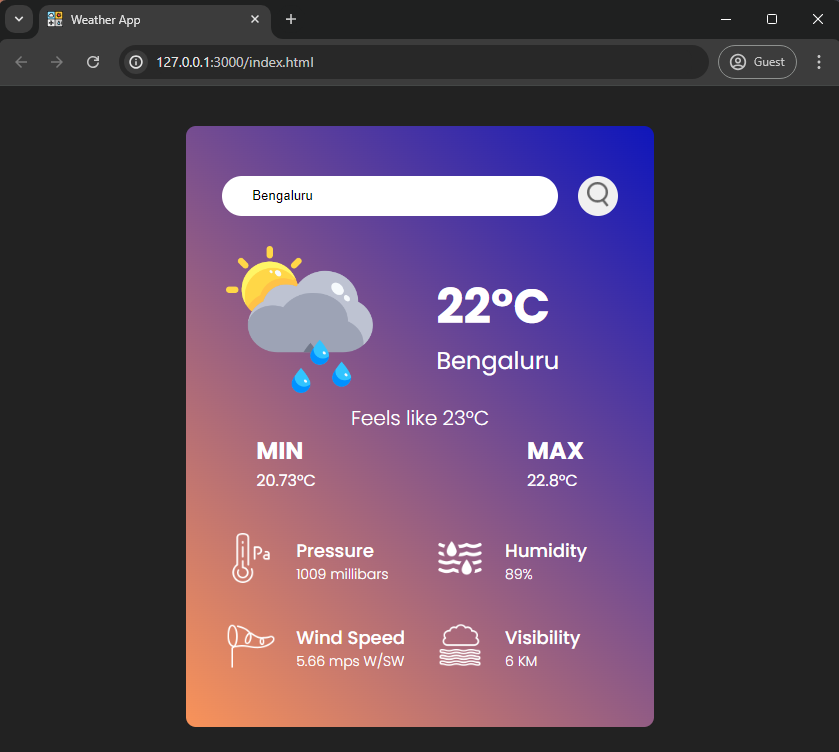 Weather App
127.0.0.1:3000/index.html
Guest
Bengaluru
22°C
Bengaluru
Feels like 23°C
MIN
MAX
20.73°C
22.8°C
Pa
Pressure
1009 millibars
Humidity
89%
Wind Speed
5.66 mps W/SW
Visibility
6 KM